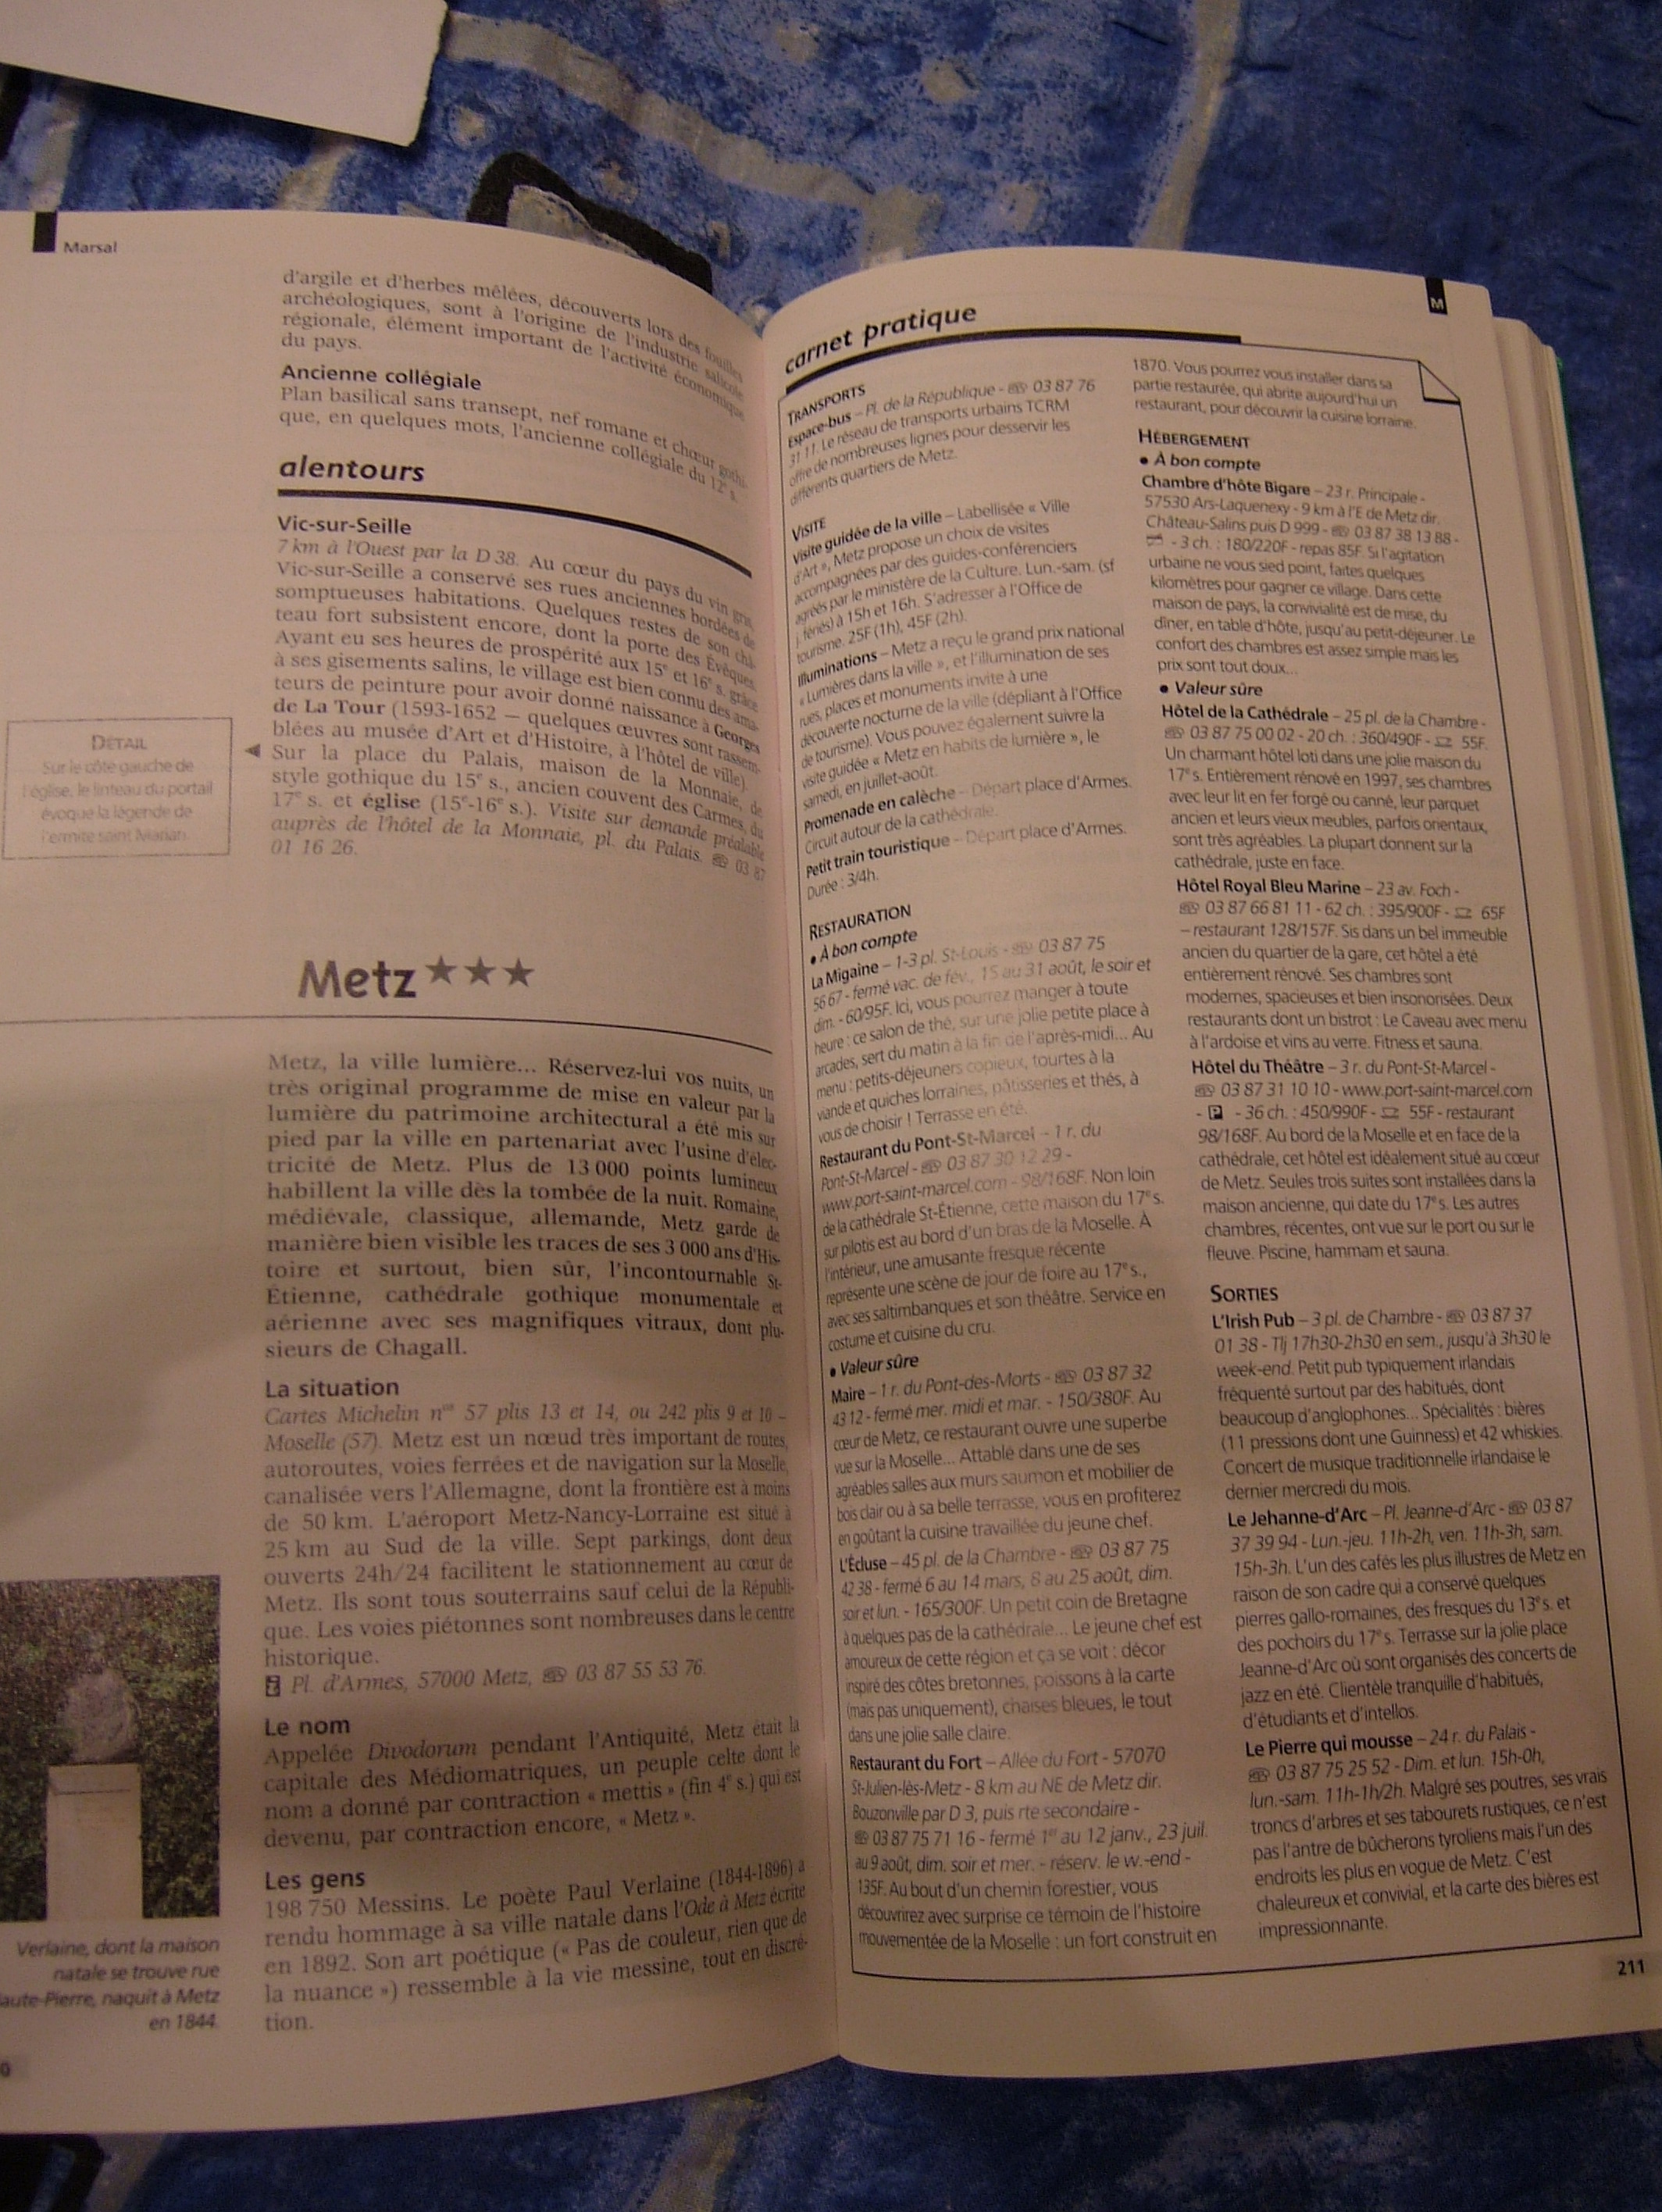 Marsal
d'argile et d'herbes mêlées, découverts lors des fouilles
archéologiques, sont à l'origine de l'industrie salicole
régionale, élément important de l'activité économique
du pays.
Ancienne collégiale
Plan basilical sans transept, nef romane et chœur gothi-
que, en quelques mots, l'ancienne collégiale du 12e s.
alentours
Vic-sur-Seille
7 km à l'Ouest par la D 38. Au cœur du pays du vin gris,
Vic-sur-Seille a conservé ses rues anciennes bordées de
somptueuses habitations. Quelques restes de son châ-
teau fort subsistent encore, dont la porte des Évêques.
Ayant eu ses heures de prospérité aux 15e et 16e s. grâce
à ses gisements salins, le village est bien connu des ama-
teurs de peinture pour avoir donné naissance à Georges
de La Tour (1593-1652 — quelques œuvres sont rassem-
blées au musée d'Art et d'Histoire, à l'hôtel de ville).
◀ Sur la place du Palais, maison de la Monnaie, de
style gothique du 15e s., ancien couvent des Carmes, du
17e s. et église (15e-16e s.). Visite sur demande préalable
auprès de l'hôtel de la Monnaie, pl. du Palais. ☎ 03 87
01 16 26.
DÉTAIL
Sur le côté gauche de
l'église, le linteau du portail
évoque la légende de
l'ermite saint Marian.
Metz★★★
Metz, la ville lumière... Réservez-lui vos nuits, un
très original programme de mise en valeur par la
lumière du patrimoine architectural a été mis sur
pied par la ville en partenariat avec l'usine d'élec-
tricité de Metz. Plus de 13 000 points lumineux
habillent la ville dès la tombée de la nuit. Romaine,
médiévale, classique, allemande, Metz garde de
manière bien visible les traces de ses 3 000 ans d'His-
toire et surtout, bien sûr, l'incontournable St-
Étienne, cathédrale gothique monumentale et
aérienne avec ses magnifiques vitraux, dont plu-
sieurs de Chagall.
La situation
Cartes Michelin nos 57 plis 13 et 14, ou 242 plis 9 et 10 –
Moselle (57). Metz est un nœud très important de routes,
autoroutes, voies ferrées et de navigation sur la Moselle,
canalisée vers l'Allemagne, dont la frontière est à moins
de 50 km. L'aéroport Metz-Nancy-Lorraine est situé à
25 km au Sud de la ville. Sept parkings, dont deux
ouverts 24h/24 facilitent le stationnement au cœur de
Metz. Ils sont tous souterrains sauf celui de la Républi-
que. Les voies piétonnes sont nombreuses dans le centre
historique.
Pl. d'Armes, 57000 Metz, ☎ 03 87 55 53 76.
Le nom
Appelée Divodorum pendant l'Antiquité, Metz était la
capitale des Médiomatriques, un peuple celte dont le
nom a donné par contraction « mettis » (fin 4e s.) qui est
devenu, par contraction encore, « Metz ».
Les gens
198 750 Messins. Le poète Paul Verlaine (1844-1896) a
rendu hommage à sa ville natale dans l'Ode à Metz écrite
en 1892. Son art poétique (« Pas de couleur, rien que de
la nuance ») ressemble à la vie messine, tout en discré-
tion.
Verlaine, dont la maison
natale se trouve rue
aute-Pierre, naquit à Metz
en 1844.
0
M
carnet pratique
TRANSPORTS
Espace-bus – Pl. de la République - ☎ 03 87 76
31 11. Le réseau de transports urbains TCRM
offre de nombreuses lignes pour desservir les
différents quartiers de Metz.
VISITE
Visite guidée de la ville – Labellisée « Ville
d'Art », Metz propose un choix de visites
accompagnées par des guides-conférenciers
agréés par le ministère de la Culture. Lun.-sam. (sf
j. fériés) à 15h et 16h. S'adresser à l'Office de
tourisme. 25F (1h), 45F (2h).
Illuminations – Metz a reçu le grand prix national
« Lumières dans la ville », et l'illumination de ses
rues, places et monuments invite à une
découverte nocturne de la ville (dépliant à l'Office
de tourisme). Vous pouvez également suivre la
visite guidée « Metz en habits de lumière », le
samedi, en juillet-août.
Promenade en calèche – Départ place d'Armes.
Circuit autour de la cathédrale.
Petit train touristique – Départ place d'Armes.
Durée : 3/4h.
RESTAURATION
• À bon compte
La Migaine – 1-3 pl. St-Louis - ☎ 03 87 75
56 67 - fermé vac. de fév., 15 au 31 août, le soir et
dim. - 60/95F. Ici, vous pourrez manger à toute
heure : ce salon de thé, sur une jolie petite place à
arcades, sert du matin à la fin de l'après-midi... Au
menu : petits-déjeuners copieux, tourtes à la
viande et quiches lorraines, pâtisseries et thés, à
vous de choisir ! Terrasse en été.
Restaurant du Pont-St-Marcel – 1 r. du
Pont-St-Marcel - ☎ 03 87 30 12 29 -
www.port-saint-marcel.com - 98/168F. Non loin
de la cathédrale St-Étienne, cette maison du 17e s.
sur pilotis est au bord d'un bras de la Moselle. À
l'intérieur, une amusante fresque récente
représente une scène de jour de foire au 17e s.,
avec ses saltimbanques et son théâtre. Service en
costume et cuisine du cru.
• Valeur sûre
Maire – 1 r. du Pont-des-Morts - ☎ 03 87 32
43 12 - fermé mer. midi et mar. - 150/380F. Au
cœur de Metz, ce restaurant ouvre une superbe
vue sur la Moselle... Attablé dans une de ses
agréables salles aux murs saumon et mobilier de
bois clair ou à sa belle terrasse, vous en profiterez
en goûtant la cuisine travaillée du jeune chef.
L'Écluse – 45 pl. de la Chambre - ☎ 03 87 75
42 38 - fermé 6 au 14 mars, 8 au 25 août, dim.
soir et lun. - 165/300F. Un petit coin de Bretagne
à quelques pas de la cathédrale... Le jeune chef est
amoureux de cette région et ça se voit : décor
inspiré des côtes bretonnes, poissons à la carte
(mais pas uniquement), chaises bleues, le tout
dans une jolie salle claire.
Restaurant du Fort – Allée du Fort - 57070
St-Julien-lès-Metz - 8 km au NE de Metz dir.
Bouzonville par D 3, puis rte secondaire -
☎ 03 87 75 71 16 - fermé 1er au 12 janv., 23 juil.
au 9 août, dim. soir et mer. - réserv. le w.-end -
135F. Au bout d'un chemin forestier, vous
découvrirez avec surprise ce témoin de l'histoire
mouvementée de la Moselle : un fort construit en
1870. Vous pourrez vous installer dans sa
partie restaurée, qui abrite aujourd'hui un
restaurant, pour découvrir la cuisine lorraine.
HÉBERGEMENT
• À bon compte
Chambre d'hôte Bigare – 23 r. Principale -
57530 Ars-Laquenexy - 9 km à l'E de Metz dir.
Château-Salins puis D 999 - ☎ 03 87 38 13 88 -
- 3 ch. : 180/220F - repas 85F. Si l'agitation
urbaine ne vous sied point, faites quelques
kilomètres pour gagner ce village. Dans cette
maison de pays, la convivialité est de mise, du
dîner, en table d'hôte, jusqu'au petit-déjeuner. Le
confort des chambres est assez simple mais les
prix sont tout doux...
• Valeur sûre
Hôtel de la Cathédrale – 25 pl. de la Chambre -
☎ 03 87 75 00 02 - 20 ch. : 360/490F - 55F.
Un charmant hôtel loti dans une jolie maison du
17e s. Entièrement rénové en 1997, ses chambres
avec leur lit en fer forgé ou canné, leur parquet
ancien et leurs vieux meubles, parfois orientaux,
sont très agréables. La plupart donnent sur la
cathédrale, juste en face.
Hôtel Royal Bleu Marine – 23 av. Foch -
☎ 03 87 66 81 11 - 62 ch. : 395/900F - 65F
– restaurant 128/157F. Sis dans un bel immeuble
ancien du quartier de la gare, cet hôtel a été
entièrement rénové. Ses chambres sont
modernes, spacieuses et bien insonorisées. Deux
restaurants dont un bistrot : Le Caveau avec menu
à l'ardoise et vins au verre. Fitness et sauna.
Hôtel du Théâtre – 3 r. du Pont-St-Marcel -
☎ 03 87 31 10 10 - www.port-saint-marcel.com
- P - 36 ch. : 450/990F - 55F - restaurant
98/168F. Au bord de la Moselle et en face de la
cathédrale, cet hôtel est idéalement situé au cœur
de Metz. Seules trois suites sont installées dans la
maison ancienne, qui date du 17e s. Les autres
chambres, récentes, ont vue sur le port ou sur le
fleuve. Piscine, hammam et sauna.
SORTIES
L'Irish Pub – 3 pl. de Chambre - ☎ 03 87 37
01 38 - Tlj 17h30-2h30 en sem., jusqu'à 3h30 le
week-end. Petit pub typiquement irlandais
fréquenté surtout par des habitués, dont
beaucoup d'anglophones... Spécialités : bières
(11 pressions dont une Guinness) et 42 whiskies.
Concert de musique traditionnelle irlandaise le
dernier mercredi du mois.
Le Jehanne-d'Arc – Pl. Jeanne-d'Arc - ☎ 03 87
37 39 94 - Lun.-jeu. 11h-2h, ven. 11h-3h, sam.
15h-3h. L'un des cafés les plus illustres de Metz en
raison de son cadre qui a conservé quelques
pierres gallo-romaines, des fresques du 13e s. et
des pochoirs du 17e s. Terrasse sur la jolie place
Jeanne-d'Arc où sont organisés des concerts de
jazz en été. Clientèle tranquille d'habitués,
d'étudiants et d'intellos.
Le Pierre qui mousse – 24 r. du Palais -
☎ 03 87 75 25 52 - Dim. et lun. 15h-0h,
lun.-sam. 11h-1h/2h. Malgré ses poutres, ses vrais
troncs d'arbres et ses tabourets rustiques, ce n'est
pas l'antre de bûcherons tyroliens mais l'un des
endroits les plus en vogue de Metz. C'est
chaleureux et convivial, et la carte des bières est
impressionnante.
211